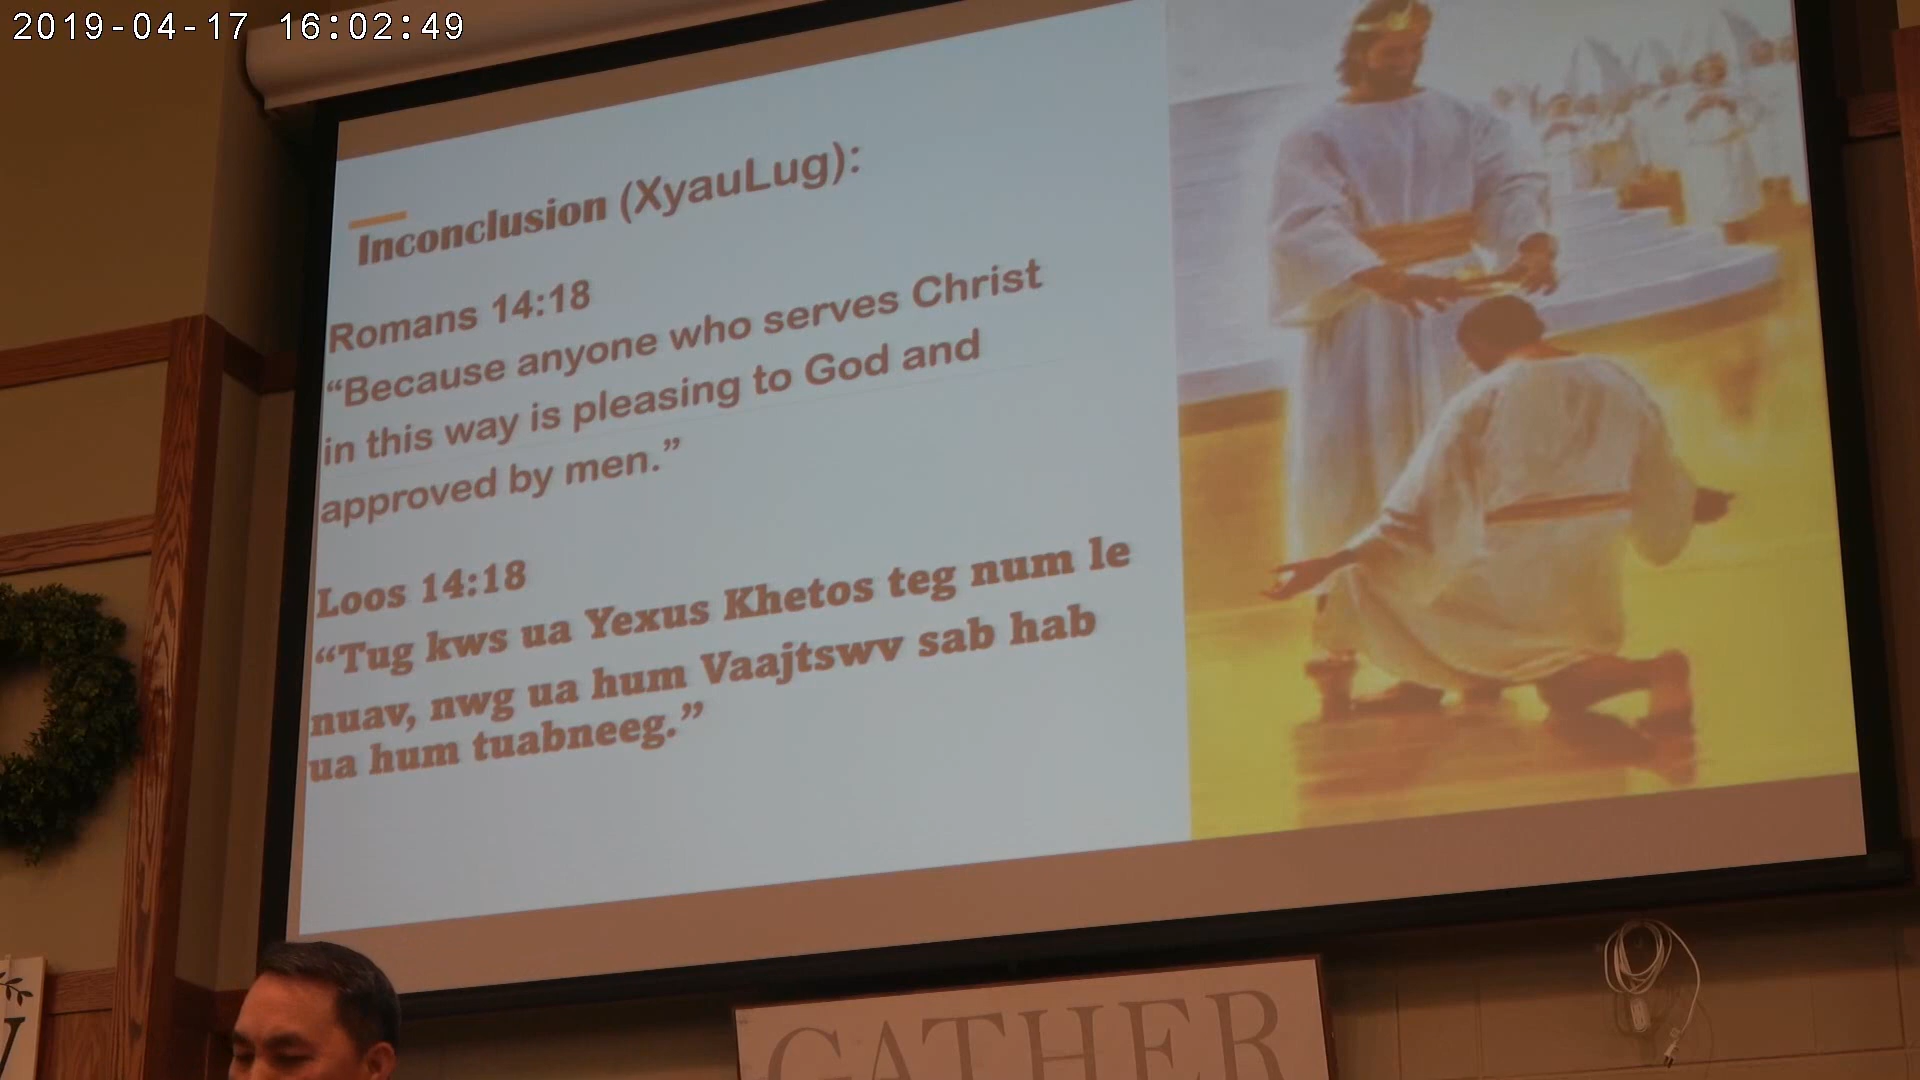 2019-04-17 16:02:49
Inconclusion (XyauLug):
Romans 14:18
“Because anyone who serves Christ
in this way is pleasing to God and
approved by men.”
Loos 14:18
“Tug kws ua Yexus Khetos teg num le
nuav, nwg ua hum Vaajtswv sab hab
ua hum tuabneeg.”
GATHER